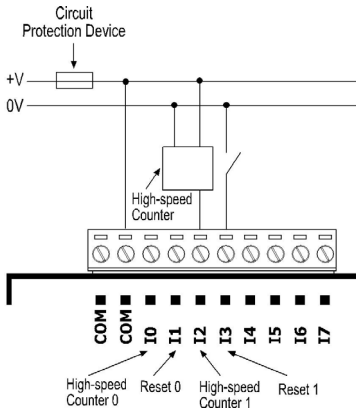 Circuit
Protection Device
+V
0V
High-speed
Counter
COM COM I0 I1 I2 I3 I4 I5 I6 I7
High-speed
Counter 0
Reset 0
High-speed
Counter 1
Reset 1